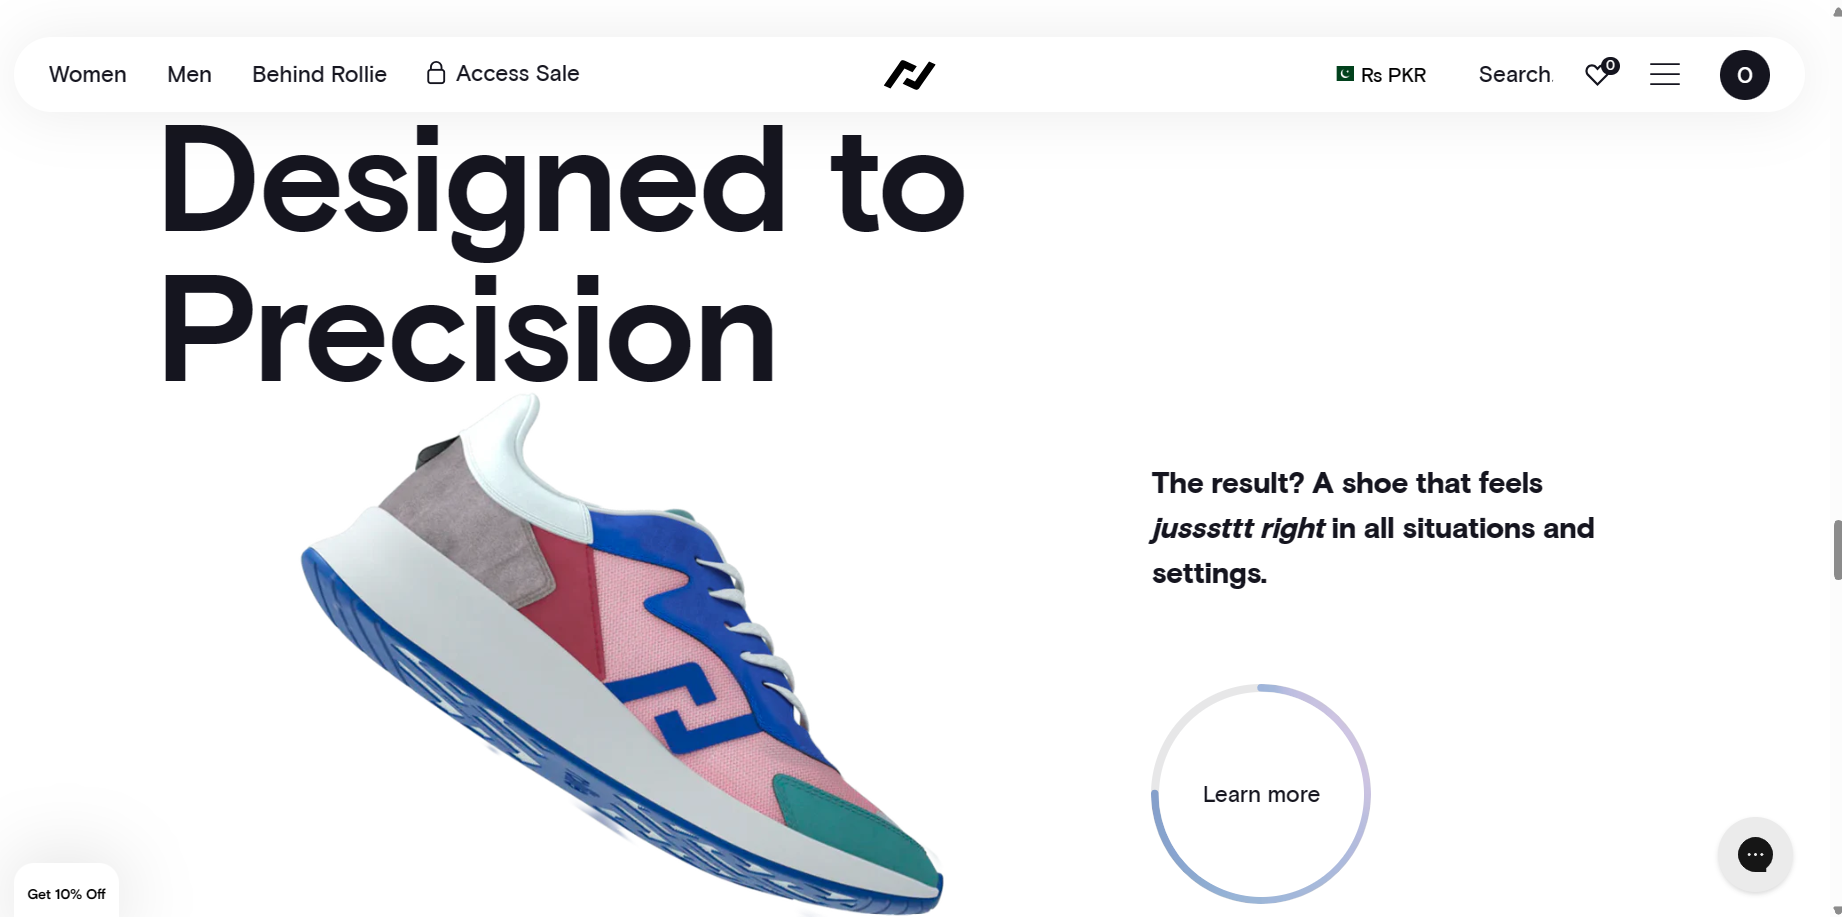 Women Men Behind Rollie Access Sale Rs PKR Search. 0 0
Designed to
Precision
The result? A shoe that feels
jusssttt right in all situations and
settings.
Learn more
Get 10% Off